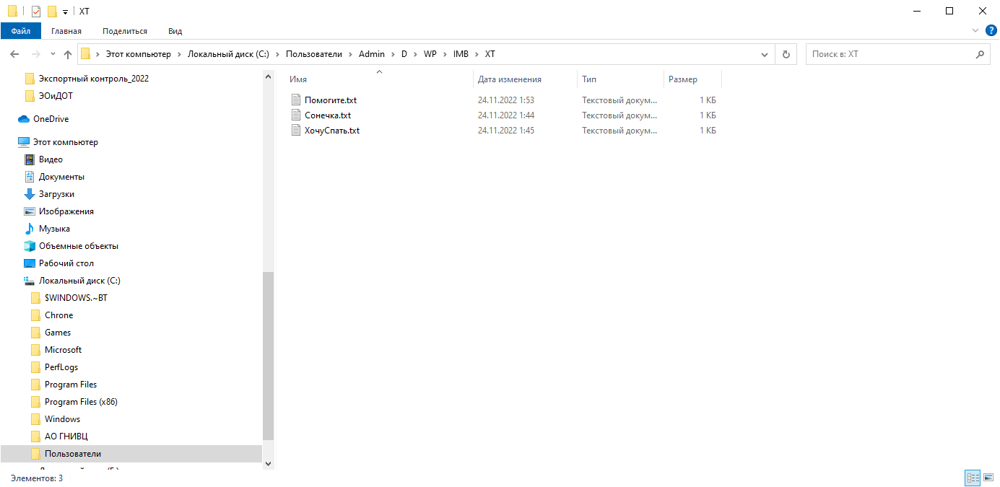 XT
Файл Главная Поделиться Вид
Этот компьютер Локальный диск (C:) Пользователи Admin D WP IMB XT Поиск в: XT
Экспортный контроль_2022
ЭОиДОТ
OneDrive
Этот компьютер
Видео
Документы
Загрузки
Изображения
Музыка
Объемные объекты
Рабочий стол
Локальный диск (C:)
$WINDOWS.~BT
Chrone
Games
Microsoft
PerfLogs
Program Files
Program Files (x86)
Windows
АО ГНИВЦ
Пользователи
Имя Дата изменения Тип Размер
Помогите.txt 24.11.2022 1:53 Текстовый докум... 1 КБ
Сонечка.txt 24.11.2022 1:44 Текстовый докум... 1 КБ
ХочуСпать.txt 24.11.2022 1:45 Текстовый докум... 1 КБ
Элементов: 3